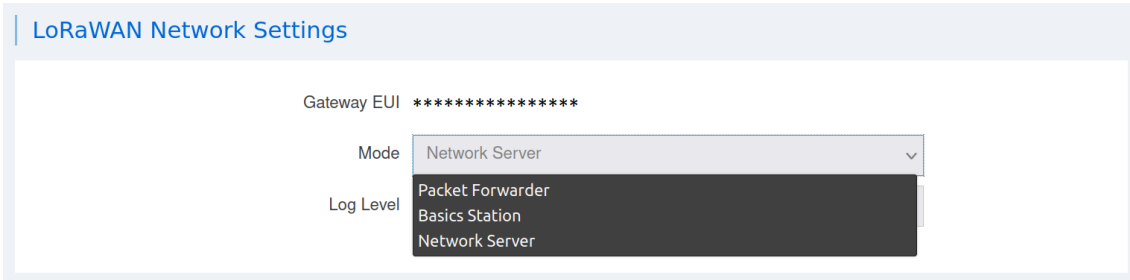 LoRaWAN Network Settings
Gateway EUI ****************
Mode Network Server
Log Level
Packet Forwarder
Basics Station
Network Server